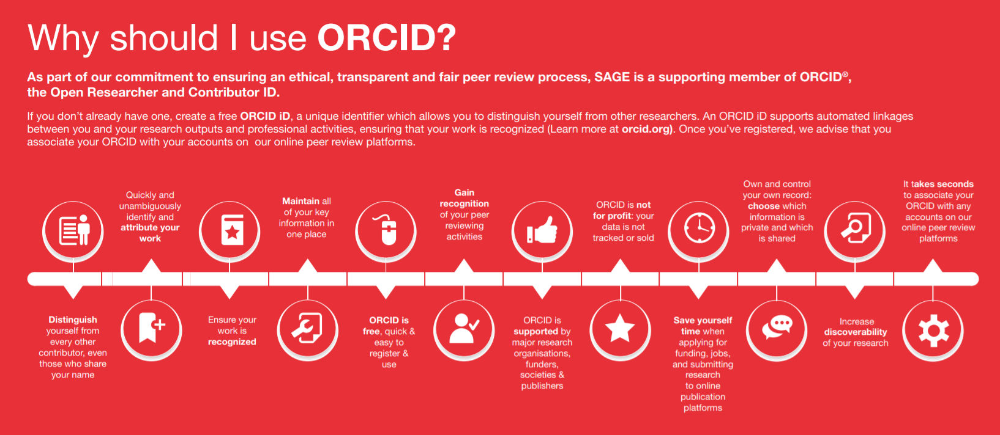 Why should I use ORCID?
As part of our commitment to ensuring an ethical, transparent and fair peer review process, SAGE is a supporting member of ORCID®,
the Open Researcher and Contributor ID.
If you don't already have one, create a free ORCID iD, a unique identifier which allows you to distinguish yourself from other researchers. An ORCID iD supports automated linkages
between you and your research outputs and professional activities, ensuring that your work is recognized (Learn more at orcid.org). Once you've registered, we advise that you
associate your ORCID with your accounts on our online peer review platforms.
Distinguish
yourself from
every other
contributor, even
those who share
your name
Quickly and
unambiguously
identify and
attribute your
work
Ensure your
work is
recognized
Maintain all
of your key
information in
one place
ORCID is
free, quick &
easy to
register &
use
Gain
recognition
of your peer
reviewing
activities
ORCID is
supported by
major research
organisations,
funders,
societies &
publishers
ORCID is not
for profit: your
data is not
tracked or sold
Save yourself
time when
applying for
funding, jobs,
and submitting
research
to online
publication
platforms
Own and control
your own record:
choose which
information is
private and which
is shared
Increase
discoverability
of your research
It takes seconds
to associate your
ORCID with any
accounts on our
online peer review
platforms